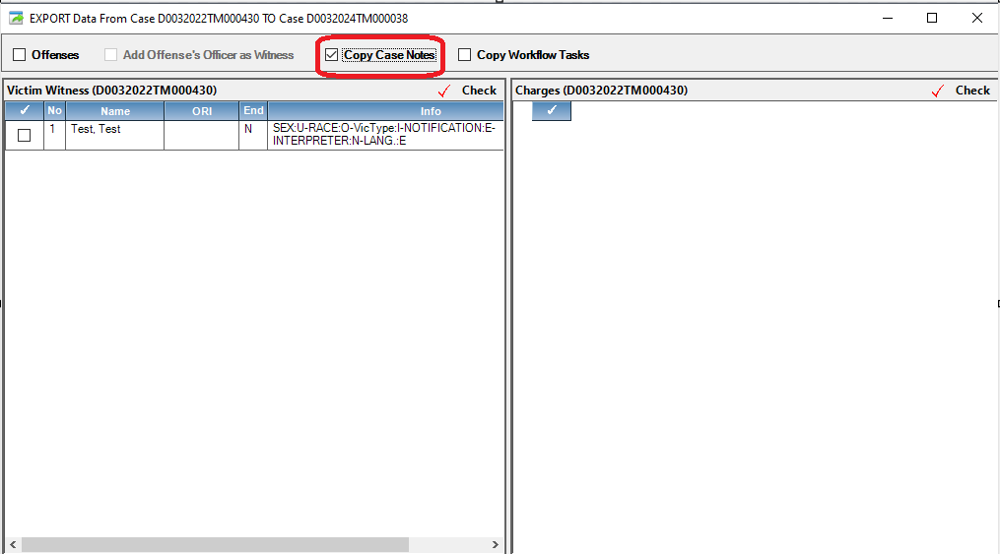 EXPORT Data From Case D0032022TM000430 TO Case D0032024TM000038
Offenses Add Offense's Officer as Witness Copy Case Notes Copy Workflow Tasks
Victim Witness (D0032022TM000430) Check
No Name ORI End Info
1 Test, Test N SEX:U-RACE:O-VicType:I-NOTIFICATION:E-
INTERPRETER:N-LANG.:E
Charges (D0032022TM000430) Check